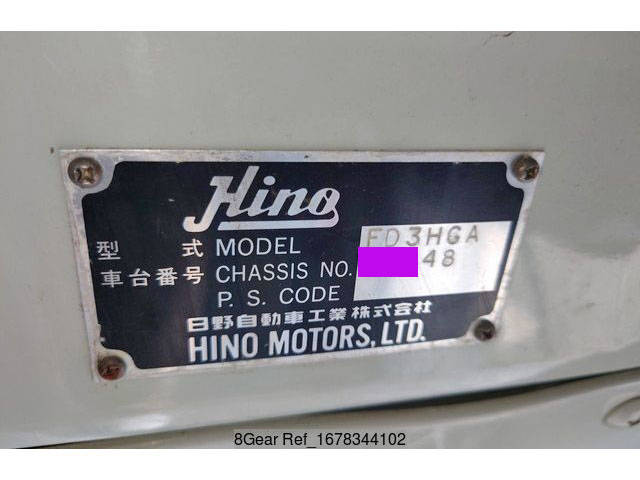 Hino
型 式 MODEL FD3HGA
車台番号 CHASSIS NO. 48
P. S. CODE
日野自動車工業株式会社
HINO MOTORS, LTD.
8Gear Ref_1678344102